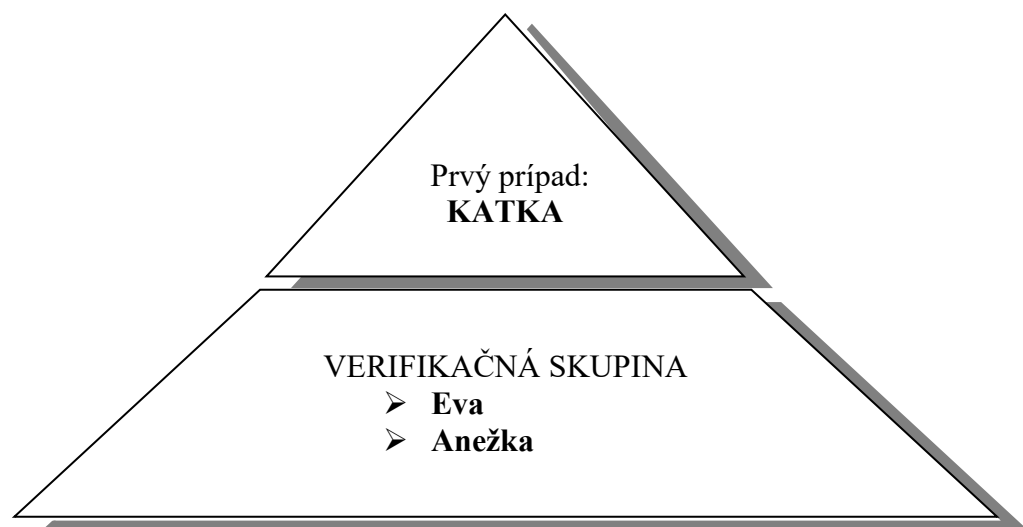 Prvý prípad:
KATKA
VERIFIKAČNÁ SKUPINA
➢ Eva
➢ Anežka